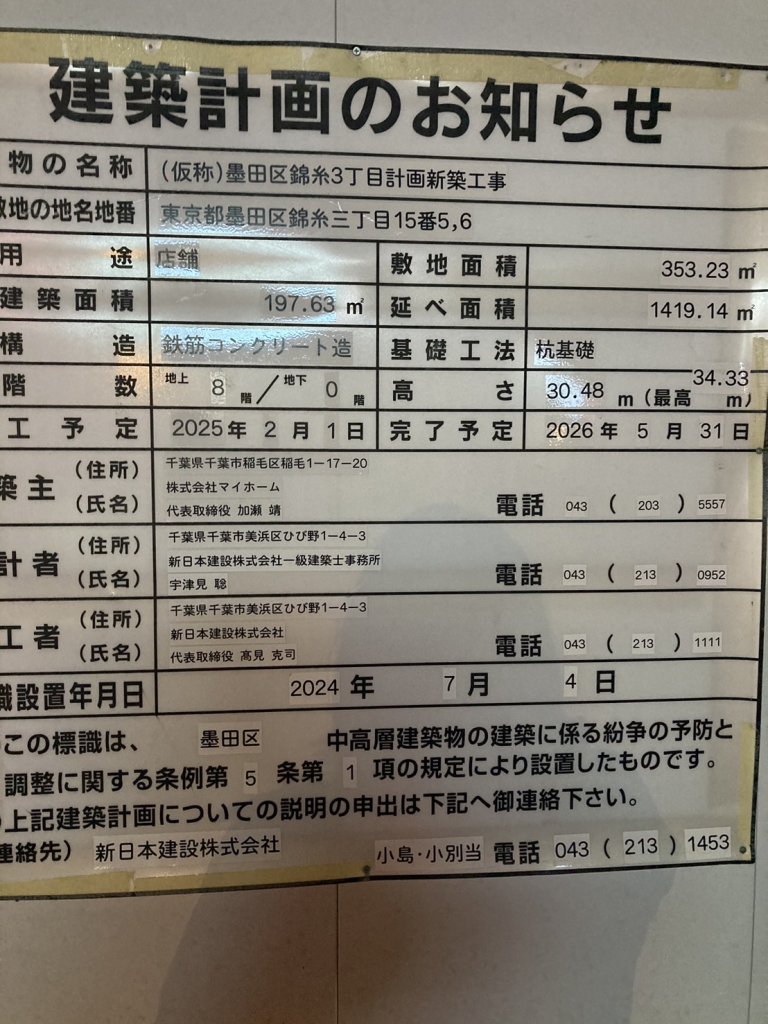 建築計画のお知らせ
物の名称 (仮称)墨田区錦糸3丁目計画新築工事
敷地の地名地番 東京都墨田区錦糸三丁目15番5,6
用途 店舗 敷地面積 353.23 ㎡
建築面積 197.63 ㎡ 延べ面積 1419.14 ㎡
構造 鉄筋コンクリート造 基礎工法 杭基礎
階数 地上 8 階/地下 0 階 高さ 30.48 m (最高 34.33 m)
工予定 2025年 2月 1日 完了予定 2026年 5月 31日
築主 (住所) 千葉県千葉市稲毛区稲毛1-17-20
株式会社マイホーム
(氏名) 代表取締役 加瀬 靖 電話 043 ( 203 ) 5557
計者 (住所) 千葉県千葉市美浜区ひび野1-4-3
新日本建設株式会社一級建築士事務所
(氏名) 宇津見 聡 電話 043 ( 213 ) 0952
工者 (住所) 千葉県千葉市美浜区ひび野1-4-3
新日本建設株式会社
(氏名) 代表取締役 髙見 克司 電話 043 ( 213 ) 1111
識設置年月日 2024 年 7 月 4 日
この標識は、 墨田区 中高層建築物の建築に係る紛争の予防と
調整に関する条例第 5 条第 1 項の規定により設置したものです。
上記建築計画についての説明の申出は下記へ御連絡下さい。
連絡先) 新日本建設株式会社 小島・小別当 電話 043 ( 213 ) 1453